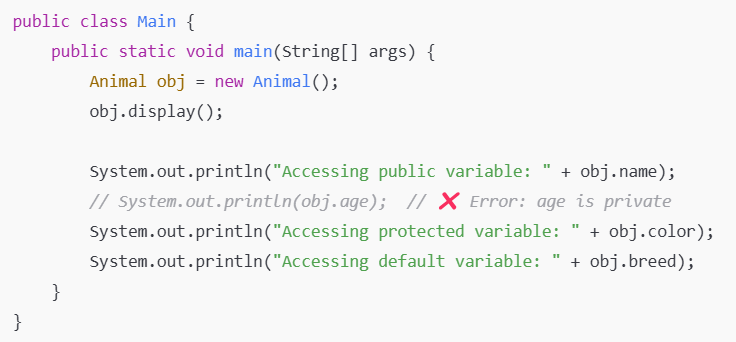 public class Main {
    public static void main(String[] args) {
        Animal obj = new Animal();
        obj.display();

        System.out.println("Accessing public variable: " + obj.name);
        // System.out.println(obj.age);  // ❌ Error: age is private
        System.out.println("Accessing protected variable: " + obj.color);
        System.out.println("Accessing default variable: " + obj.breed);
    }
}